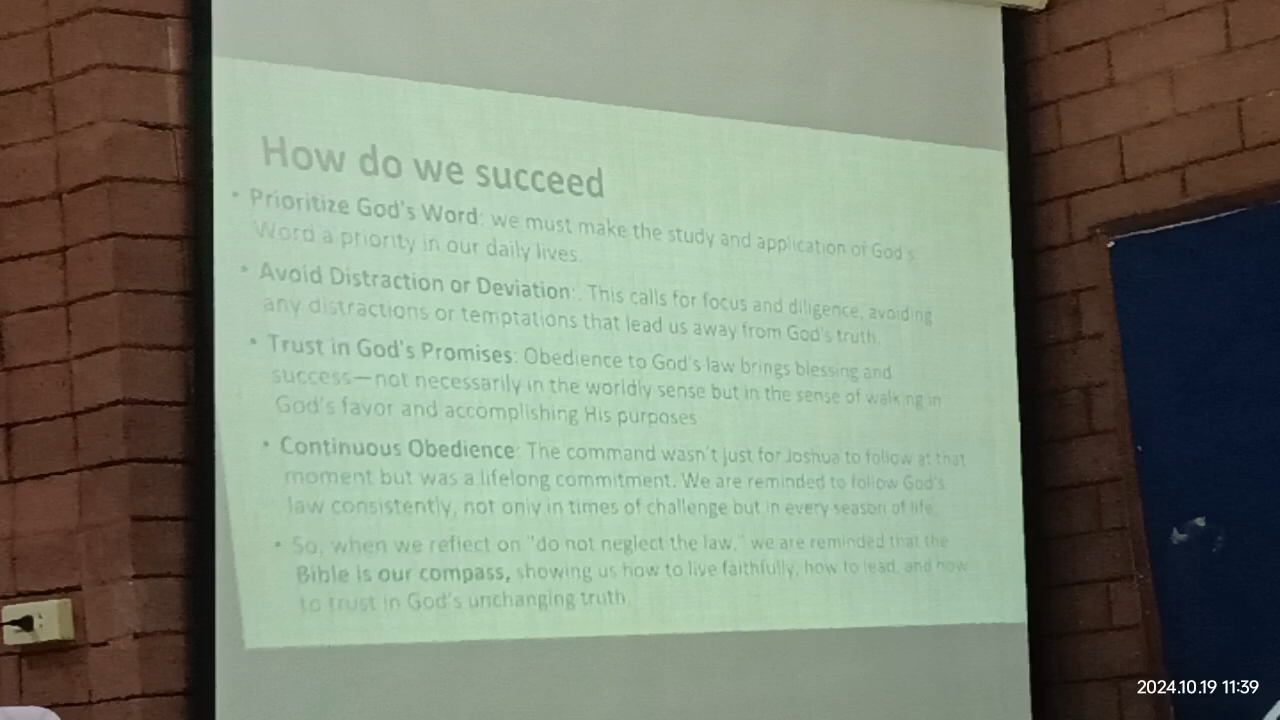 How do we succeed
• Prioritize God's Word: we must make the study and application of God's
Word a priority in our daily lives.
• Avoid Distraction or Deviation:. This calls for focus and diligence, avoiding
any distractions or temptations that lead us away from God's truth.
• Trust in God's Promises: Obedience to God's law brings blessing and
success—not necessarily in the worldly sense but in the sense of walking in
God's favor and accomplishing His purposes
• Continuous Obedience: The command wasn't just for Joshua to follow at that
moment but was a lifelong commitment. We are reminded to follow God's
law consistently, not only in times of challenge but in every season of life.
• So, when we reflect on "do not neglect the law," we are reminded that the
Bible is our compass, showing us how to live faithfully, how to lead, and how
to trust in God's unchanging truth.
2024.10.19 11:39